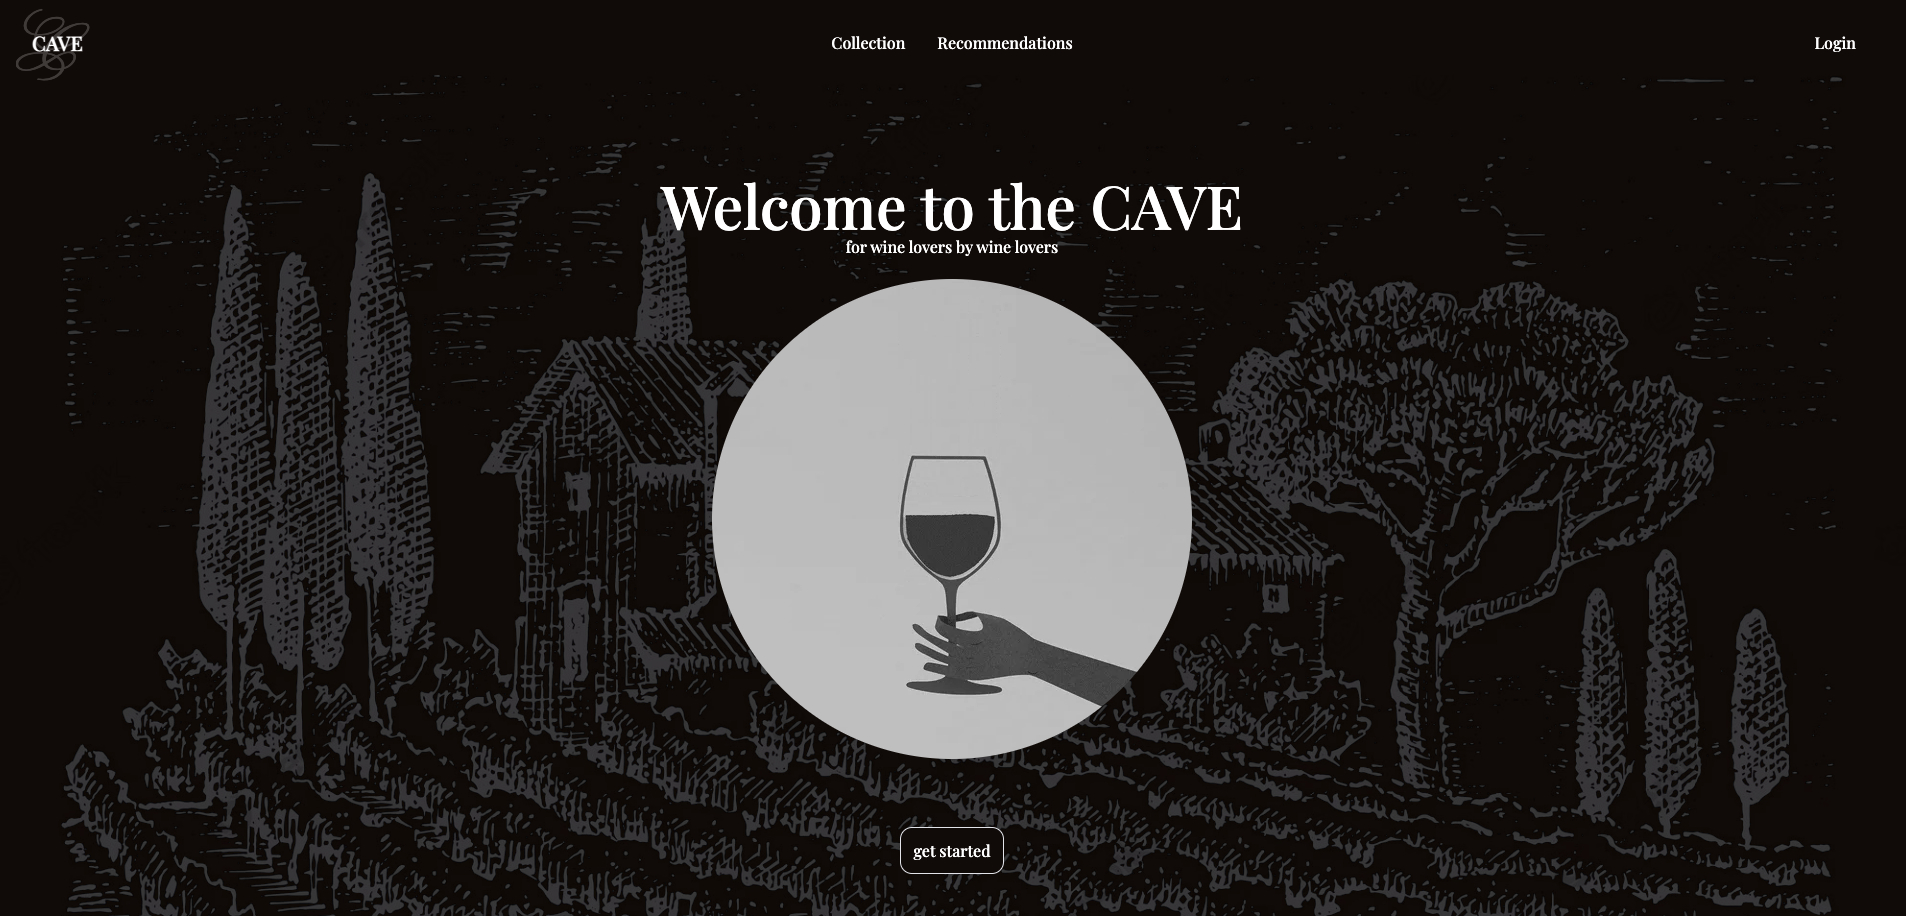 CAVE
Collection
Recommendations
Login
Welcome to the CAVE
for wine lovers by wine lovers
get started